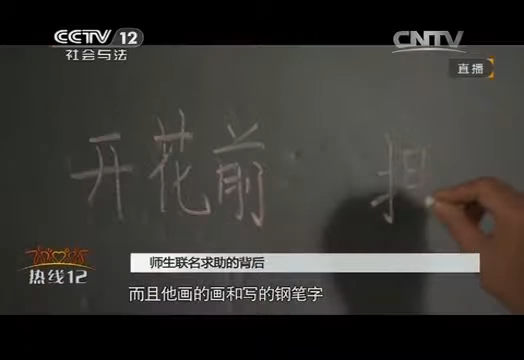 CCTV 12
社会与法
CNTV
直播
开花前 担
热线12
师生联名求助的背后
而且他画的画和写的钢笔字